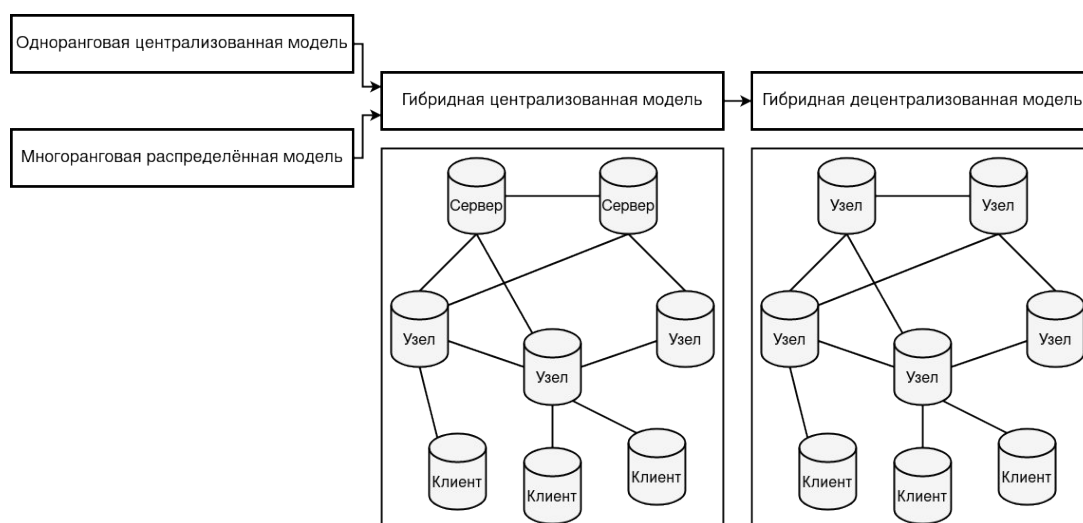 Одноранговая централизованная модель
Многоранговая распределённая модель
Гибридная централизованная модель
Гибридная децентрализованная модель
Сервер
Сервер
Узел
Узел
Узел
Клиент
Клиент
Клиент
Узел
Узел
Узел
Узел
Узел
Клиент
Клиент
Клиент